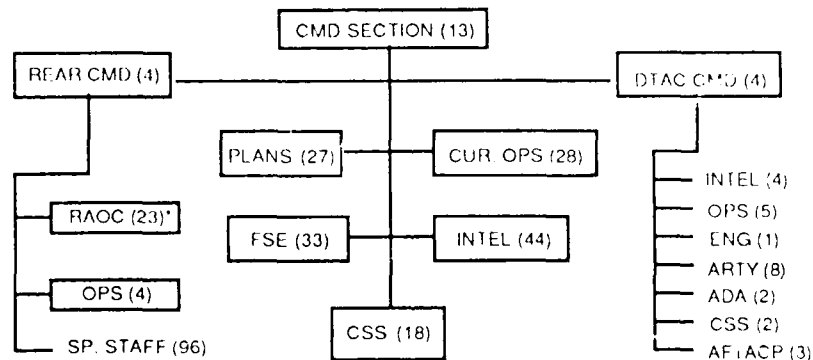 CMD SECTION (13)
REAR CMD (4)
DTAC CMD (4)
PLANS (27)
CUR. OPS (28)
FSE (33)
INTEL (44)
CSS (18)
RAOC (23)*
OPS (4)
SP. STAFF (96)
INTEL (4)
OPS (5)
ENG (1)
ARTY (8)
ADA (2)
CSS (2)
(3)